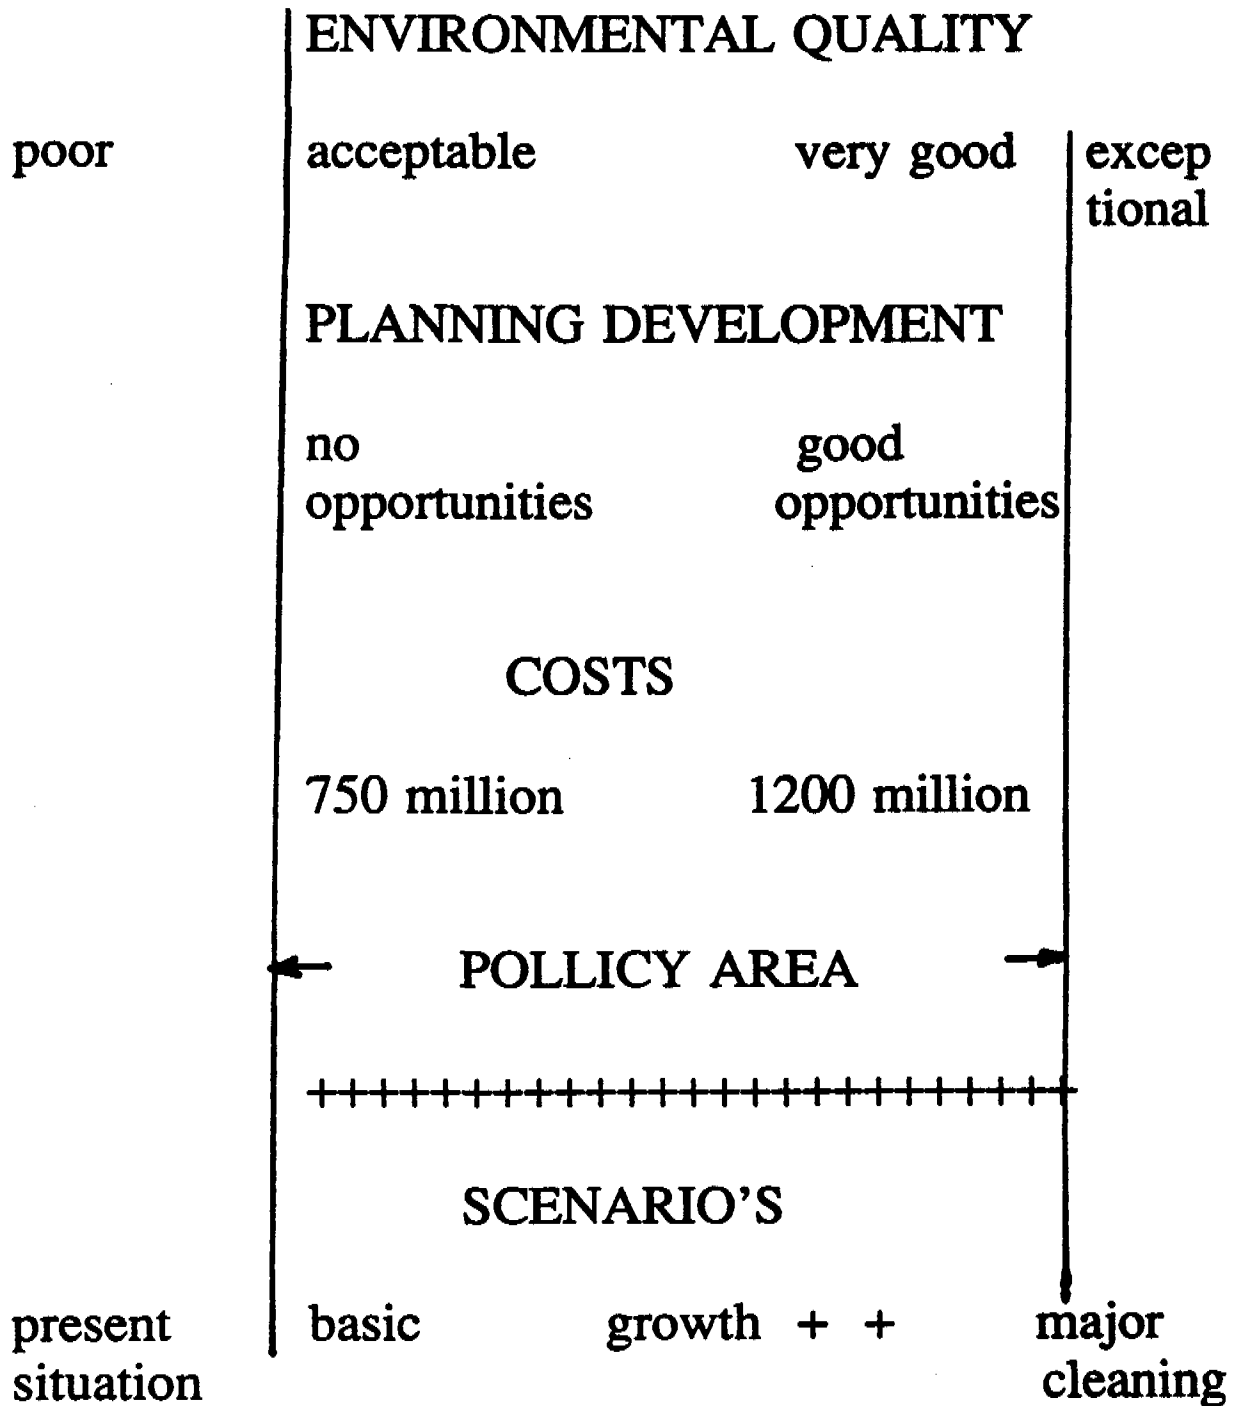 ENVIRONMENTAL QUALITY
poor acceptable very good excep
tional
PLANNING DEVELOPMENT
no good
opportunities opportunities
COSTS
750 million 1200 million
POLLICY AREA
SCENARIO'S
present basic growth + + major
situation cleaning